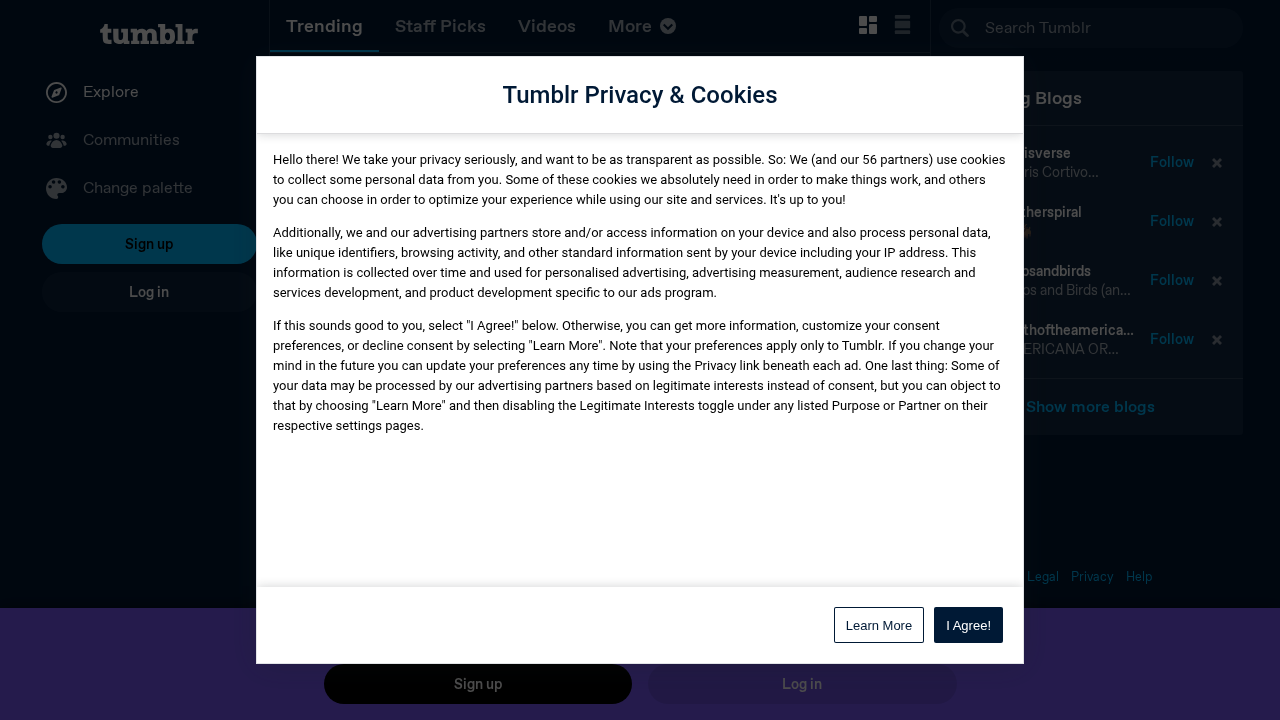 tumblr
Trending Staff Picks Videos More
Search Tumblr
Explore
Communities
Change palette
Sign up
Log in
Tumblr Privacy & Cookies
Hello there! We take your privacy seriously, and want to be as transparent as possible. So: We (and our 56 partners) use cookies
to collect some personal data from you. Some of these cookies we absolutely need in order to make things work, and others
you can choose in order to optimize your experience while using our site and services. It's up to you!
Additionally, we and our advertising partners store and/or access information on your device and also process personal data,
like unique identifiers, browsing activity, and other standard information sent by your device including your IP address. This
information is collected over time and used for personalised advertising, advertising measurement, audience research and
services development, and product development specific to our ads program.
If this sounds good to you, select "I Agree!" below. Otherwise, you can get more information, customize your consent
preferences, or decline consent by selecting "Learn More". Note that your preferences apply only to Tumblr. If you change your
mind in the future you can update your preferences any time by using the Privacy link beneath each ad. One last thing: Some of
your data may be processed by our advertising partners based on legitimate interests instead of consent, but you can object to
that by choosing "Learn More" and then disabling the Legitimate Interests toggle under any listed Purpose or Partner on their
respective settings pages.
Learn More I Agree!
g Blogs
isverse
ris Cortivo...
Follow
therspiral
Follow
osandbirds
os and Birds (an...
Follow
thoftheamerica...
ERICANA OR...
Follow
Show more blogs
Legal Privacy Help
Sign up Log in